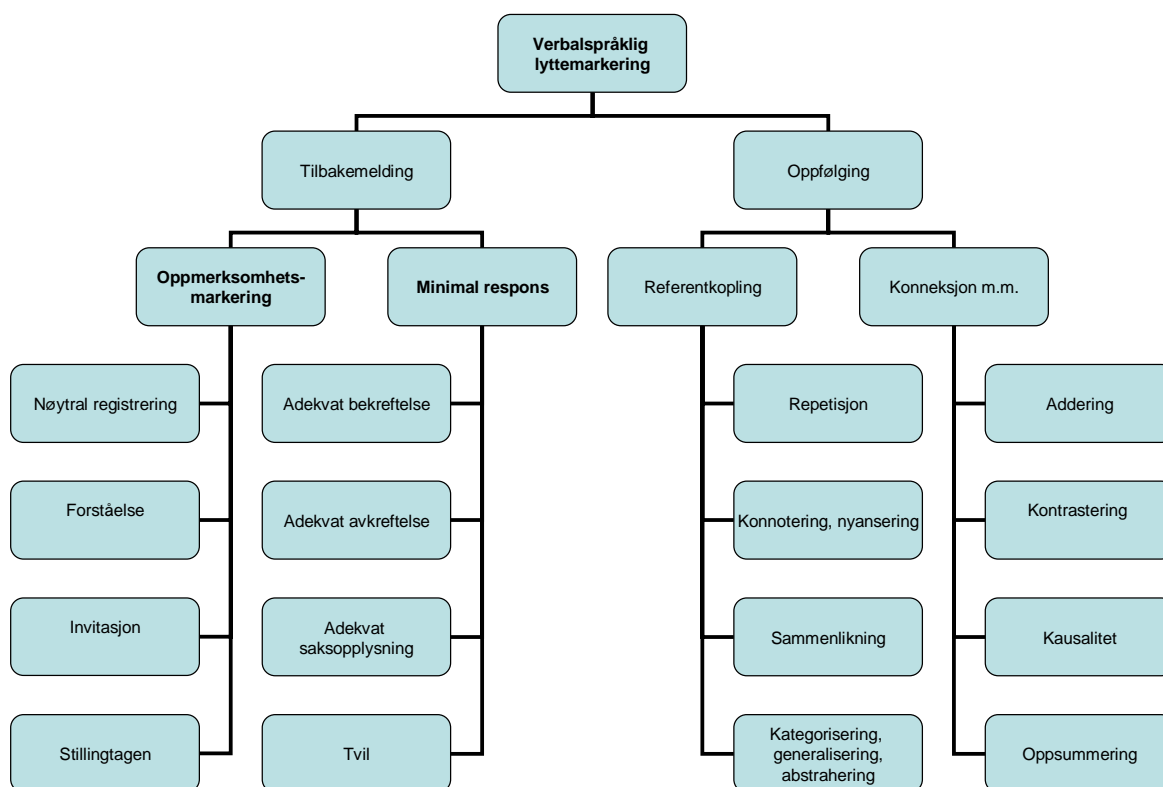 Verbalspråklig
lyttemarkering
Tilbakemelding
Oppfølging
Oppmerksomhets-
markering
Minimal respons
Referentkopling
Konneksjon m.m.
Nøytral registrering
Adekvat bekreftelse
Repetisjon
Addering
Forståelse
Adekvat avkreftelse
Konnotering, nyansering
Kontrastering
Invitasjon
Adekvat
saksopplysning
Sammenlikning
Kausalitet
Stillingtagen
Tvil
Kategorisering,
generalisering,
abstrahering
Oppsummering